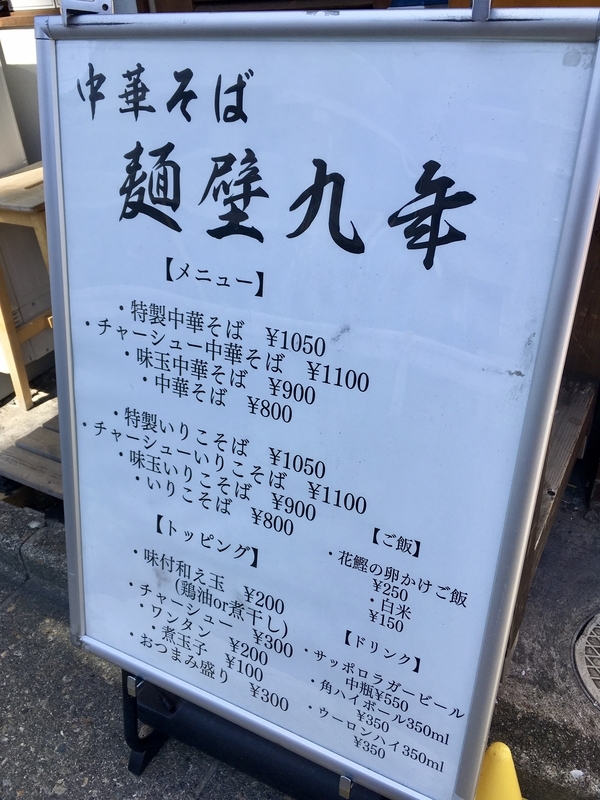 中華そば
麺壁九年
【メニュー】
・特製中華そば ¥1050
・チャーシュー中華そば ¥1100
・味玉中華そば ¥900
・中華そば ¥800
・特製いりこそば ¥1050
・チャーシューいりこそば ¥1100
・味玉いりこそば ¥900
・いりこそば ¥800
【トッピング】
・味付和え玉 ¥200
(鶏油or煮干し)
・チャーシュー ¥300
・ワンタン ¥200
・煮玉子 ¥100
・おつまみ盛り ¥300
【ご飯】
・花鰹の卵かけご飯
¥250
・白米
¥150
【ドリンク】
・サッポロラガービール
中瓶¥550
・角ハイボール350ml
¥350
・ウーロンハイ350ml
¥350